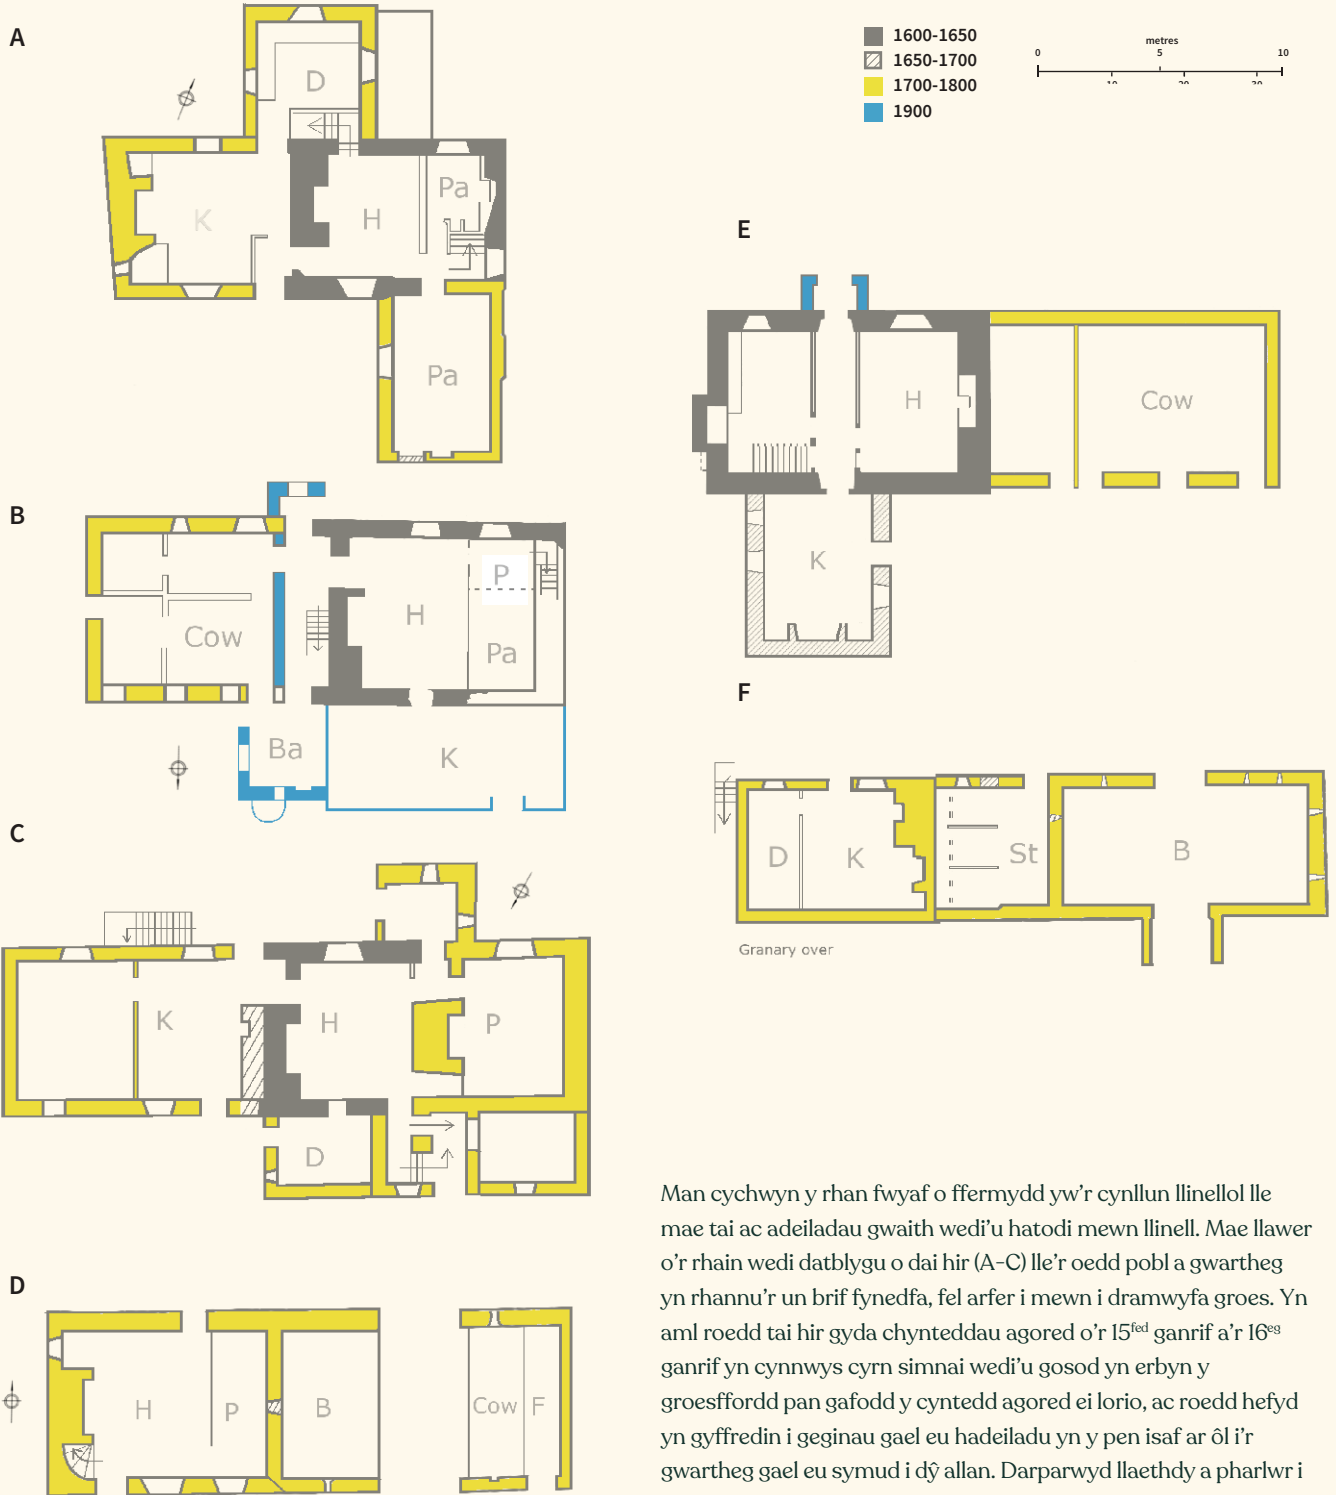 A
D
K
H
Pa
Pa
1600-1650
1650-1700
1700-1800
1900
metres
0 5 10
10 20 30
B
Cow
H
P
Pa
Ba
K
C
K
H
P
D
D
H
P
B
Cow
F
E
H
Cow
K
F
D
K
St
B
Granary over
Man cychwyn y rhan fwyaf o ffermydd yw’r cynllun llinellol lle
mae tai ac adeiladau gwaith wedi’u hatodi mewn llinell. Mae llawer
o’r rhain wedi datblygu o dai hir (A-C) lle’r oedd pobl a gwartheg
yn rhannu’r un brif fynedfa, fel arfer i mewn i dramwyfa groes. Yn
aml roedd tai hir gyda chynteddau agored o’r 15fed ganrif a’r 16eg
ganrif yn cynnwys cyrn simnai wedi’u gosod yn erbyn y
groesffordd pan gafodd y cyntedd agored ei lorio, ac roedd hefyd
yn gyffredin i geginau gael eu hadeiladu yn y pen isaf ar ôl i’r
gwartheg gael eu symud i dŷ allan. Darparwyd llaethdy a pharlwr i